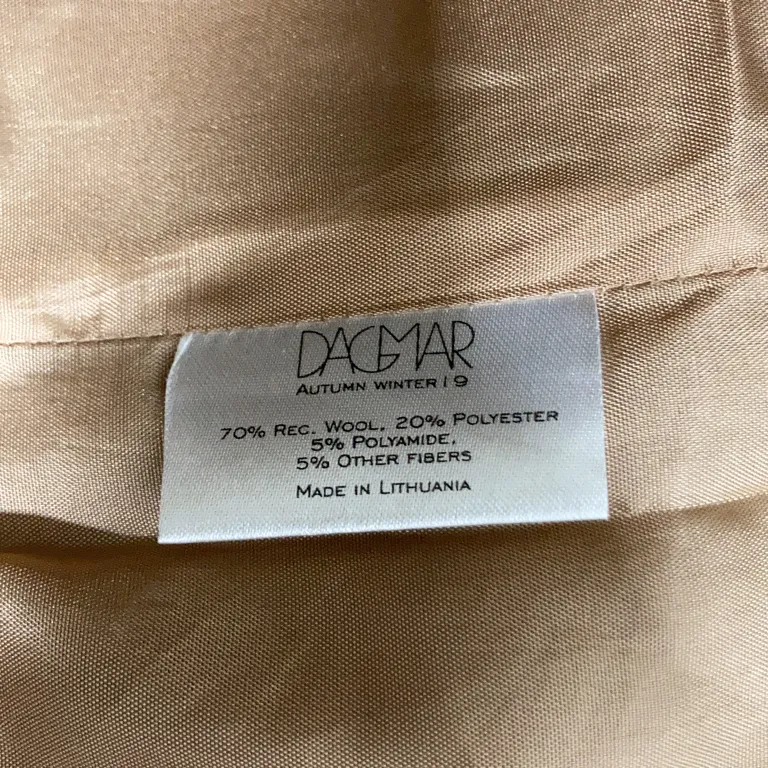 DAGMAR
AUTUMN WINTER 19
70% REC. WOOL, 20% POLYESTER
5% POLYAMIDE,
5% OTHER FIBERS
MADE IN LITHUANIA